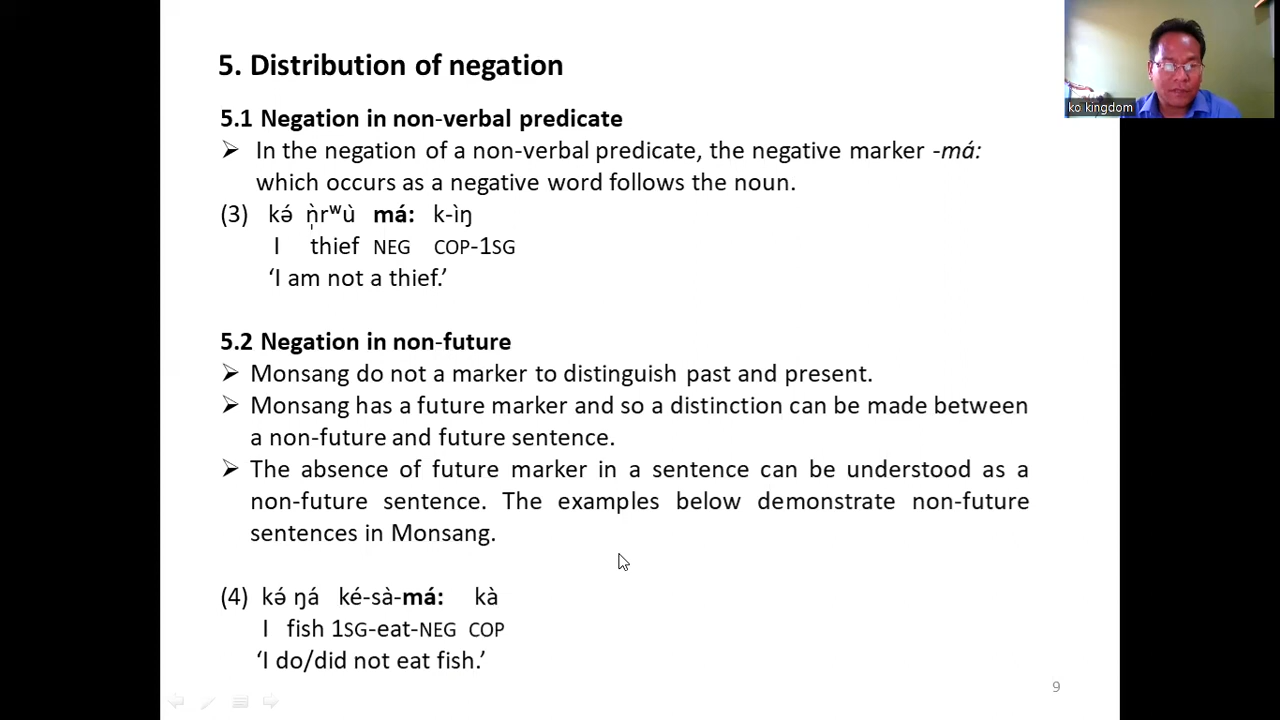 5. Distribution of negation
ko kingdom
5.1 Negation in non-verbal predicate
➢ In the negation of a non-verbal predicate, the negative marker -má:
which occurs as a negative word follows the noun.
(3) kə́ ǹ̩rʷù má: k-ìŋ
I thief NEG COP-1SG
‘I am not a thief.’
5.2 Negation in non-future
➢ Monsang do not a marker to distinguish past and present.
➢ Monsang has a future marker and so a distinction can be made between
a non-future and future sentence.
➢ The absence of future marker in a sentence can be understood as a
non-future sentence. The examples below demonstrate non-future
sentences in Monsang.
(4) kə́ ŋá ké-sà-má: kà
I fish 1SG-eat-NEG COP
‘I do/did not eat fish.’
9